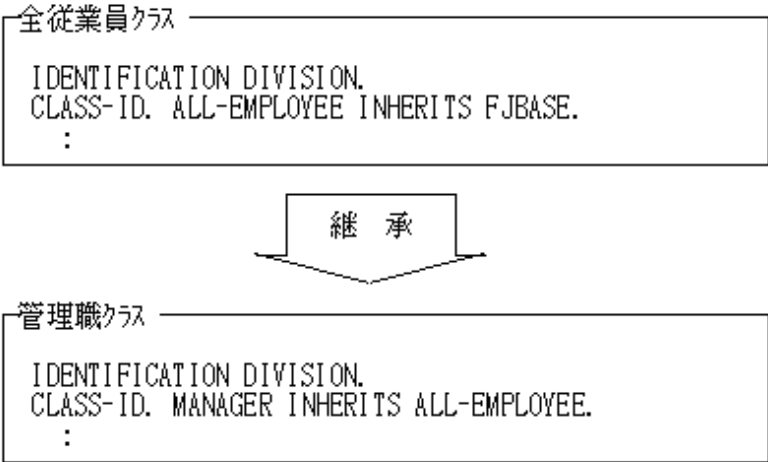 全従業員ｸﾗｽ
IDENTIFICATION DIVISION.
CLASS-ID. ALL-EMPLOYEE INHERITS FJBASE.
:
継 承
管理職ｸﾗｽ
IDENTIFICATION DIVISION.
CLASS-ID. MANAGER INHERITS ALL-EMPLOYEE.
: